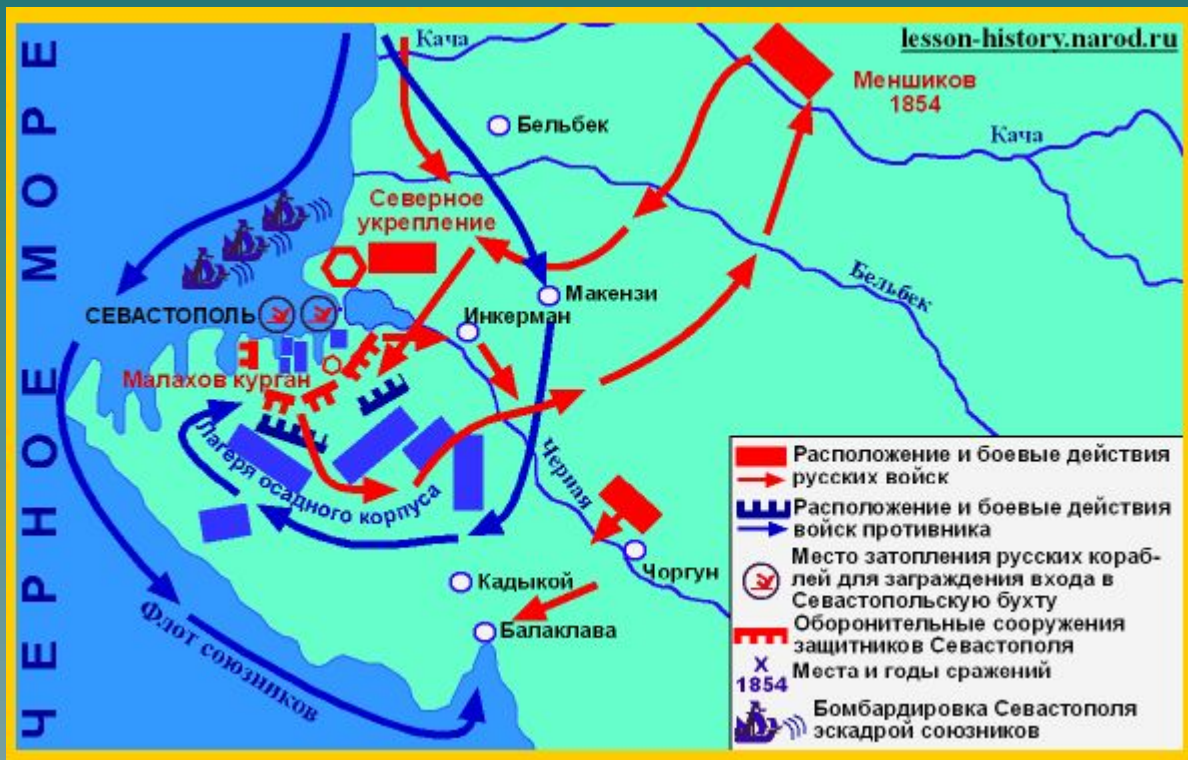 lesson-history.narod.ru
ЧЕРНОЕ МОРЕ
Кача
Меншиков
1854
Бельбек
Кача
Северное
укрепление
Бельбек
Макензи
СЕВАСТОПОЛЬ
Инкерман
Малахов курган
Лагеря осадного корпуса
Черная
Чоргун
Кадыкой
Балаклава
Флот союзников
Расположение и боевые действия
русских войск
Расположение и боевые действия
войск противника
Место затопления русских кораб-
лей для заграждения входа в
Севастопольскую бухту
Оборонительные сооружения
защитников Севастополя
X
1854
Места и годы сражений
Бомбардировка Севастополя
эскадрой союзников